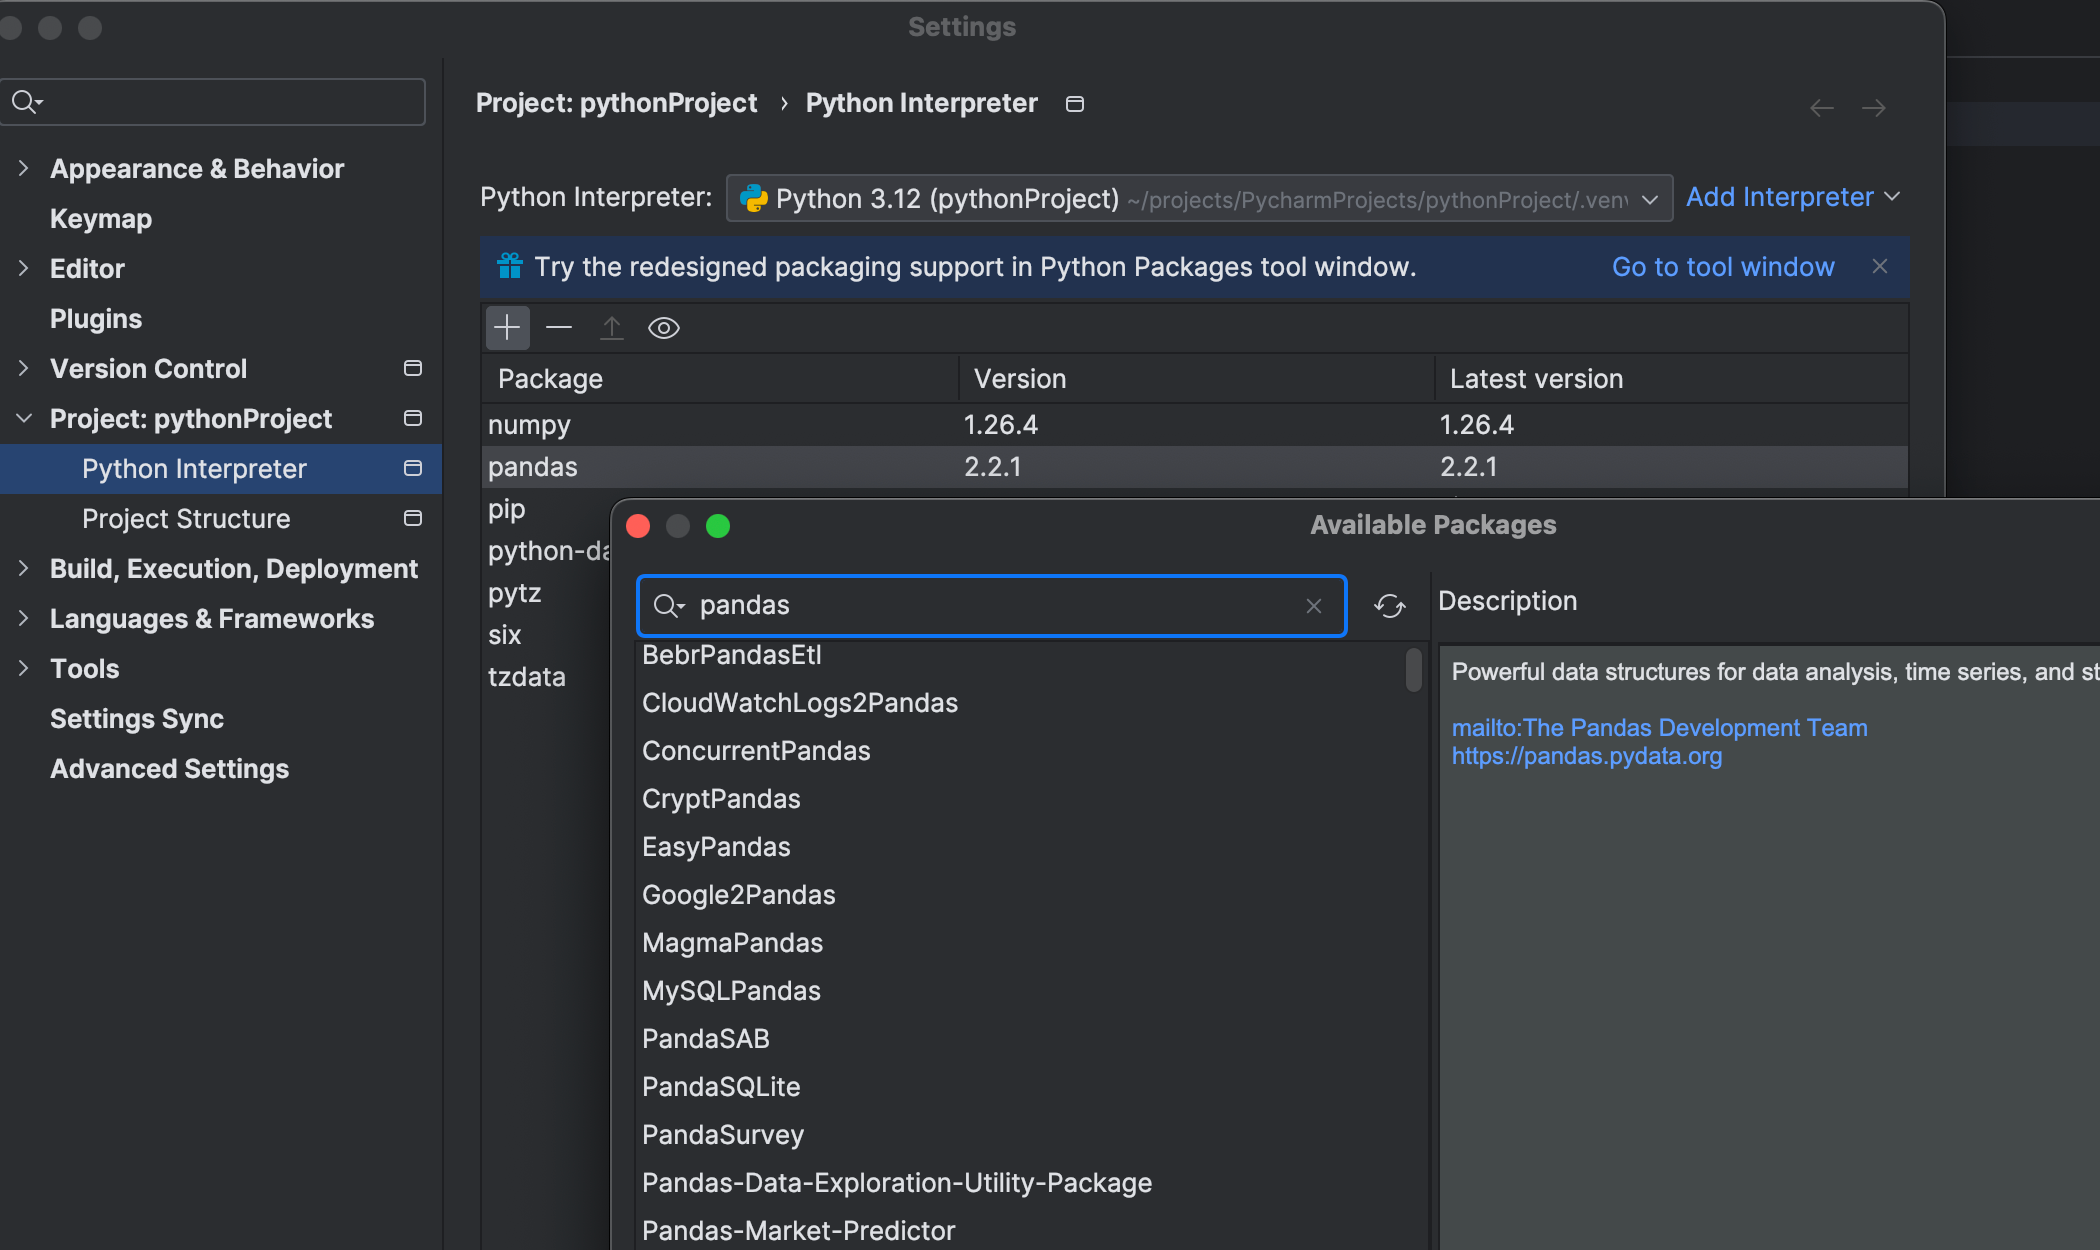 Settings
Appearance & Behavior
Keymap
Editor
Plugins
Version Control
Project: pythonProject
Python Interpreter
Project Structure
Build, Execution, Deployment
Languages & Frameworks
Tools
Settings Sync
Advanced Settings
Project: pythonProject › Python Interpreter
Python Interpreter: Python 3.12 (pythonProject) ~/projects/PycharmProjects/pythonProject/.venv Add Interpreter
Try the redesigned packaging support in Python Packages tool window. Go to tool window
Package Version Latest version
numpy 1.26.4 1.26.4
pandas 2.2.1 2.2.1
pip
python-da
pytz
six
tzdata
Available Packages
pandas
BebrPandasEtl
CloudWatchLogs2Pandas
ConcurrentPandas
CryptPandas
EasyPandas
Google2Pandas
MagmaPandas
MySQLPandas
PandaSAB
PandaSQLite
PandaSurvey
Pandas-Data-Exploration-Utility-Package
Pandas-Market-Predictor
Description
Powerful data structures for data analysis, time series, and st
mailto:The Pandas Development Team
https://pandas.pydata.org